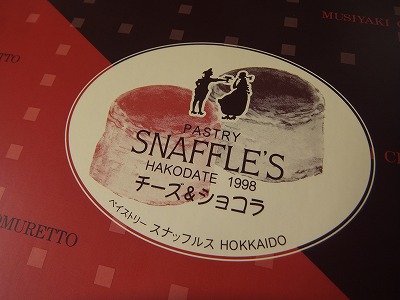 MUSIYAKI
PASTRY
SNAFFLE'S
HAKODATE 1998
チーズ&ショコラ
ペイストリー スナッフルス HOKKAIDO
OMURETTO